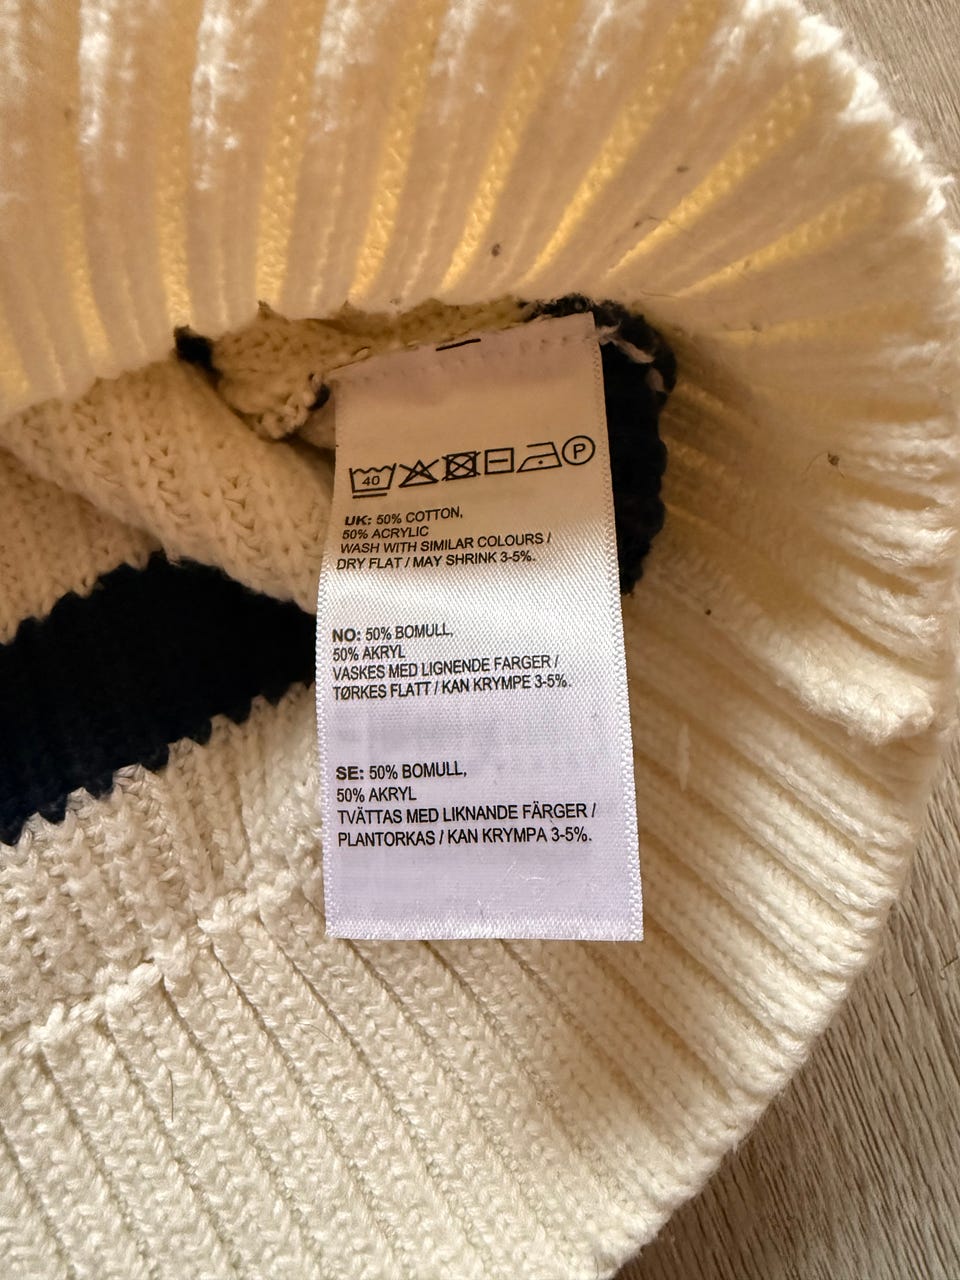 40 P
UK: 50% COTTON,
50% ACRYLIC
WASH WITH SIMILAR COLOURS /
DRY FLAT / MAY SHRINK 3-5%.
NO: 50% BOMULL,
50% AKRYL
VASKES MED LIGNENDE FARGER /
TØRKES FLATT / KAN KRYMPE 3-5%.
SE: 50% BOMULL,
50% AKRYL
TVÄTTAS MED LIKNANDE FÄRGER /
PLANTORKAS / KAN KRYMPA 3-5%.